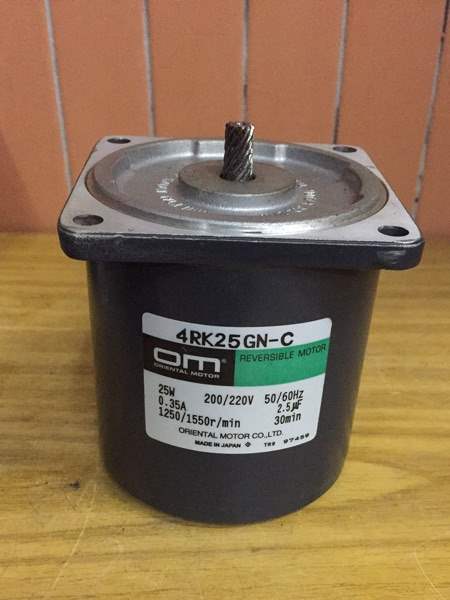 4RK25GN-C
OM
REVERSIBLE MOTOR
ORIENTAL MOTOR
25W 200/220V 50/60Hz
0.35A 2.5μF
1250/1550r/min 30min
ORIENTAL MOTOR CO.,LTD.
MADE IN JAPAN TR9 97459